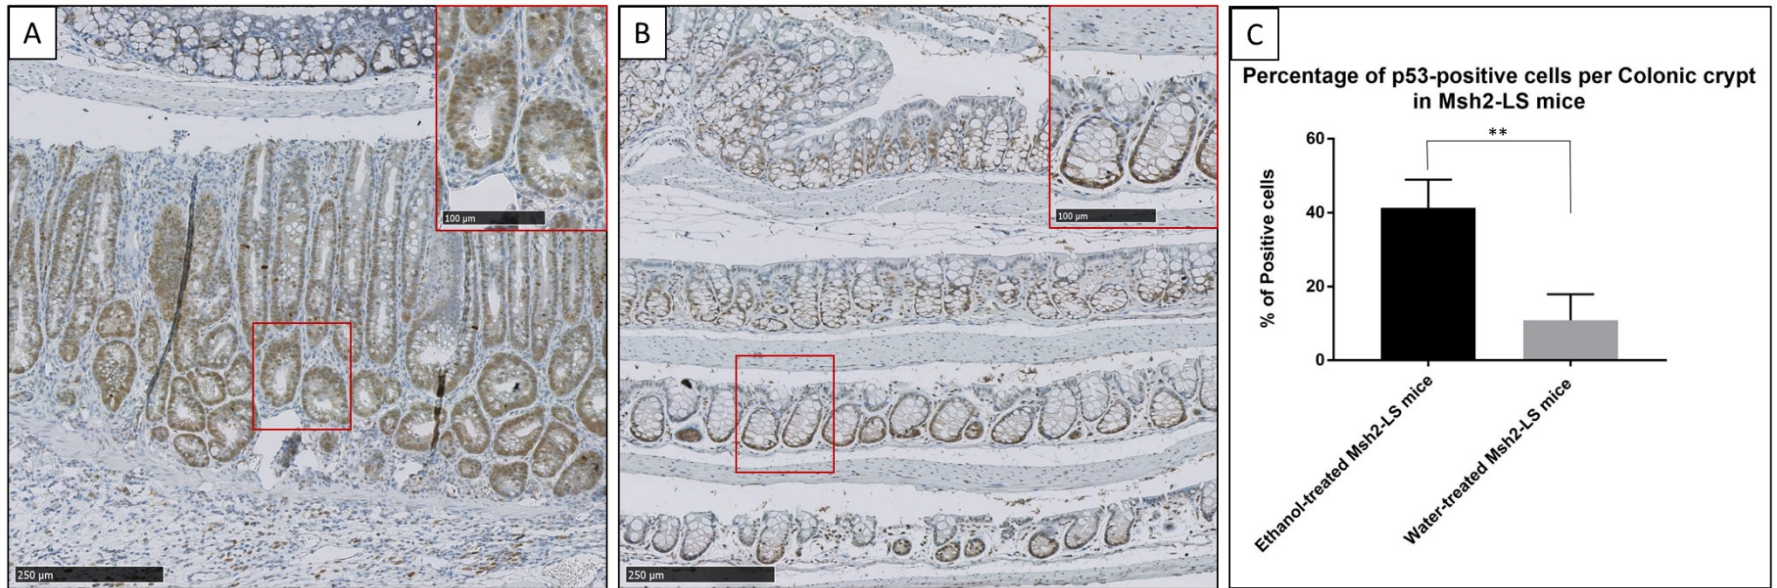 A
100 µm
250 µm
B
100 µm
250 µm
C
Percentage of p53-positive cells per Colonic crypt
in Msh2-LS mice
**
60
40
20
0
% of Positive cells
Ethanol-treated Msh2-LS mice
Water-treated Msh2-LS mice